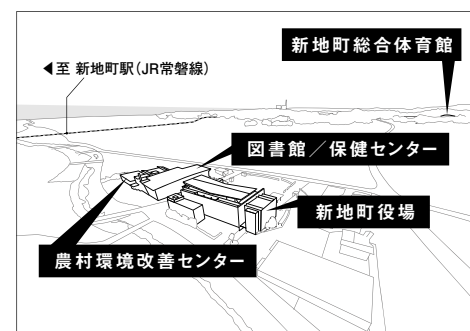 新地町総合体育館
◀至 新地町駅（JR常磐線）
図書館／保健センター
新地町役場
農村環境改善センター